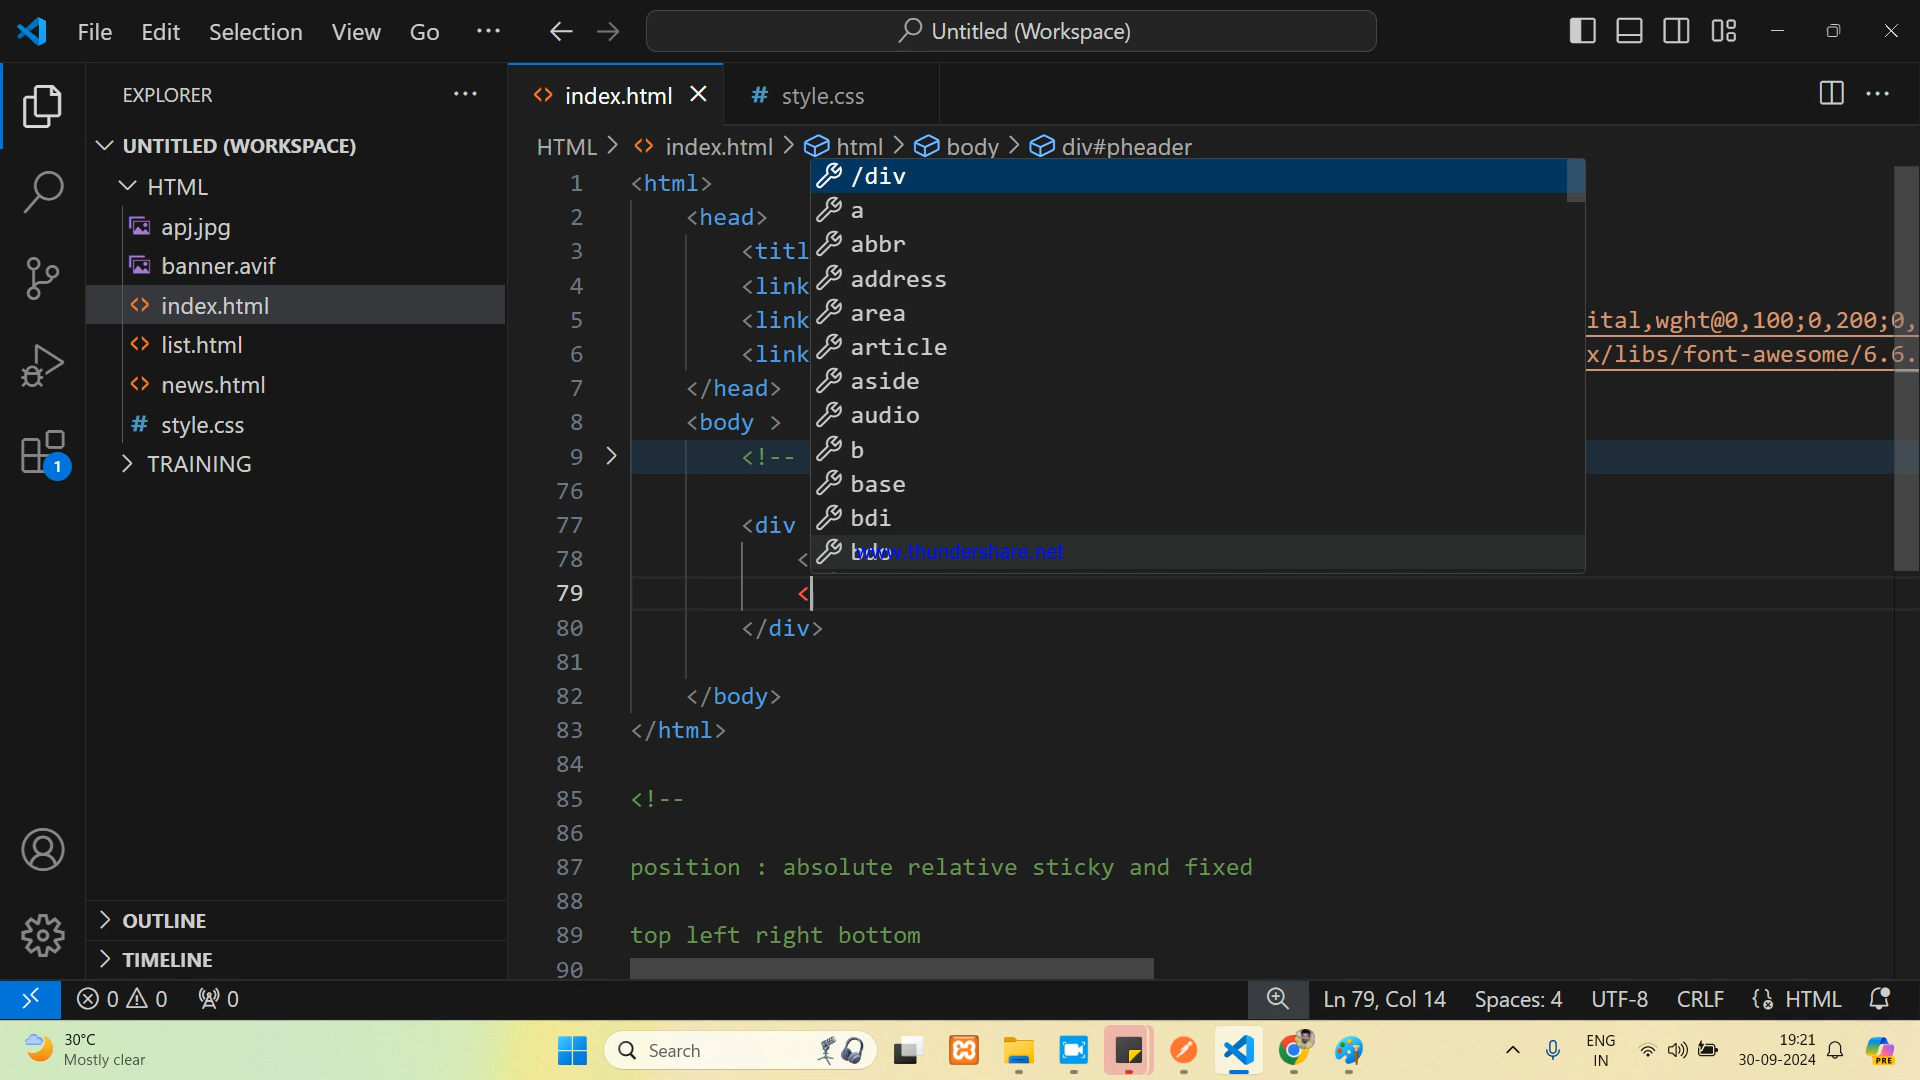 File Edit Selection View Go ··· Untitled (Workspace)
EXPLORER ···
UNTITLED (WORKSPACE)
HTML
apj.jpg
banner.avif
index.html
list.html
news.html
style.css
TRAINING
OUTLINE
TIMELINE
1
index.html
style.css
HTML > index.html > html > body > div#pheader
1 <html>
2 <head>
3 <titl
4 <link
5 <link ital,wght@0,100;0,200;0,
6 <link x/libs/font-awesome/6.6.
7 </head>
8 <body >
9 <!--
76
77 <div
78 <
79 <
80 </div>
81
82 </body>
83 </html>
84
85 <!--
86
87 position : absolute relative sticky and fixed
88
89 top left right bottom
90
/div
a
abbr
address
area
article
aside
audio
b
base
bdi
bdo
www.thundershare.net
0 0 0 Ln 79, Col 14 Spaces: 4 UTF-8 CRLF HTML
30°C
Mostly clear
Search
ENG
IN
19:21
30-09-2024
PRE